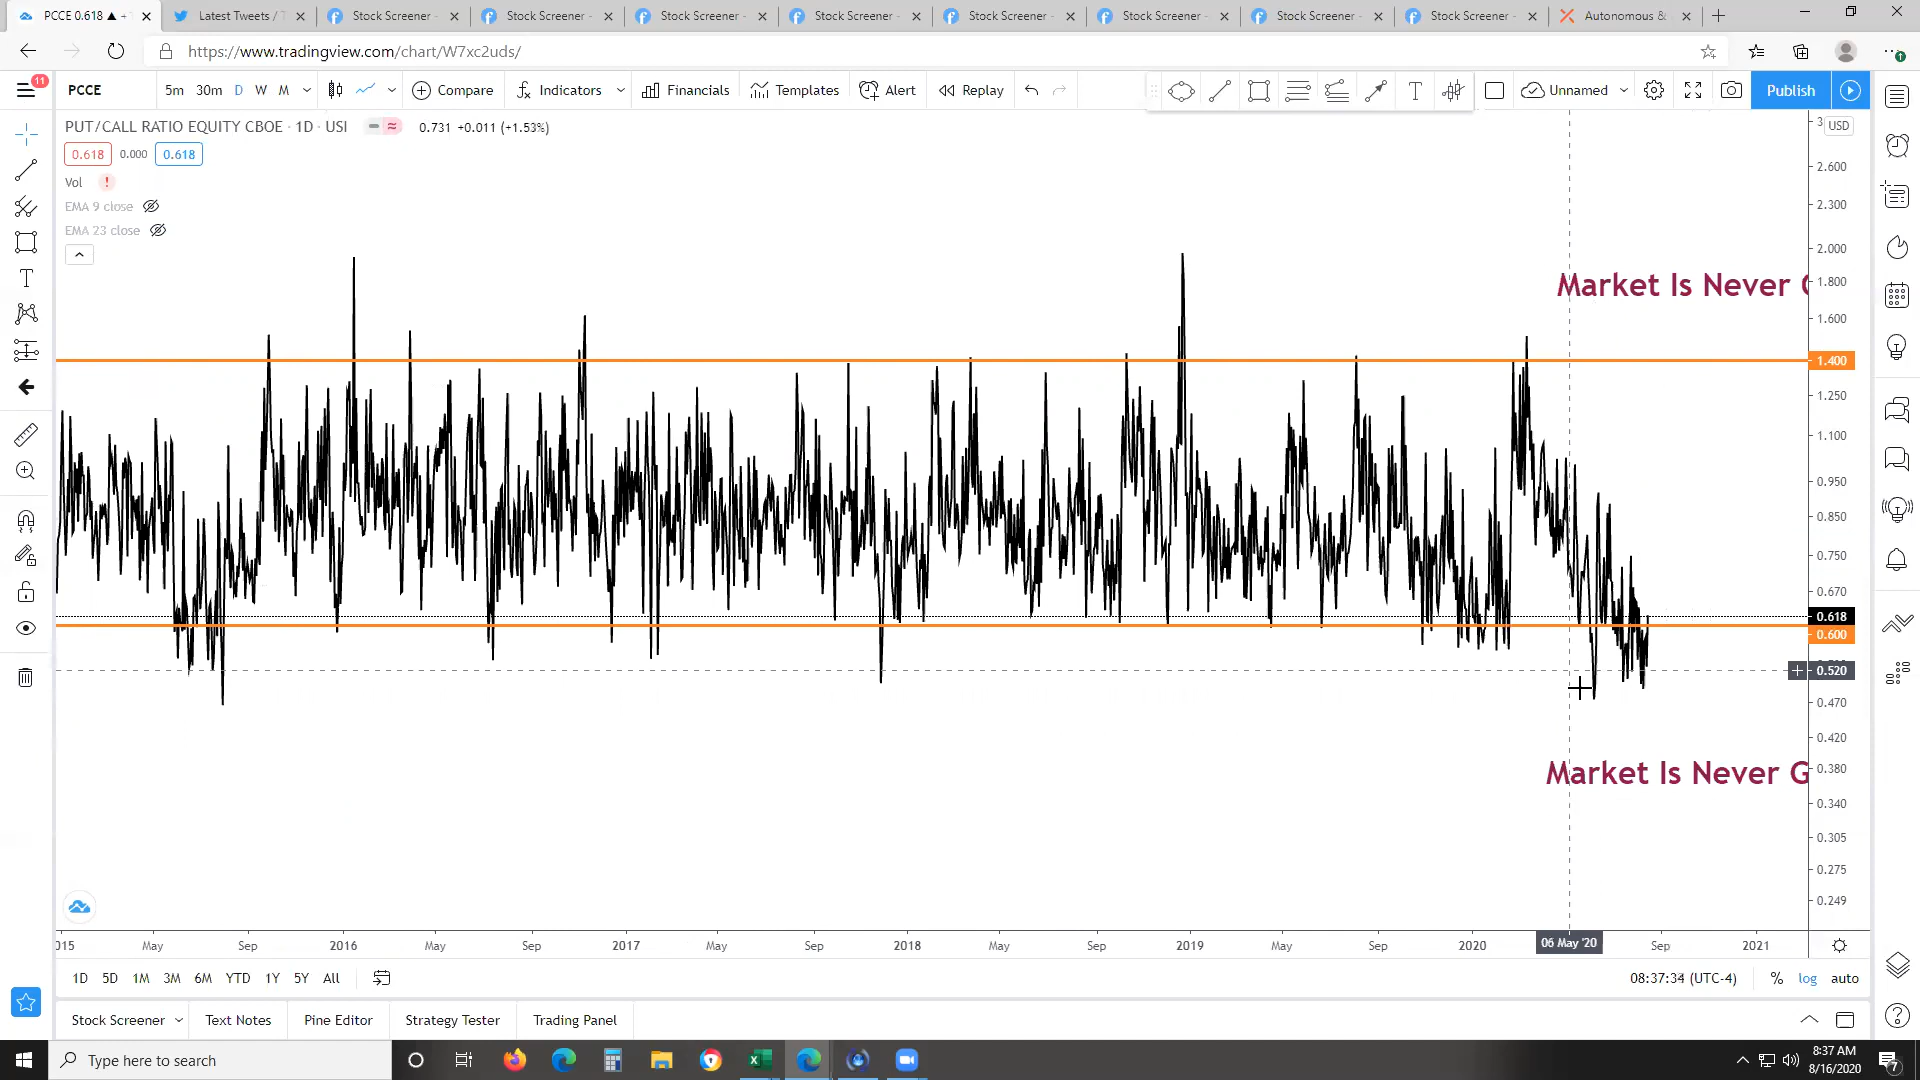 PCCE 0.618 ▲ +
Latest Tweets / T
Stock Screener -
Stock Screener -
Stock Screener -
Stock Screener -
Stock Screener -
Stock Screener -
Stock Screener -
Stock Screener -
Autonomous &
https://www.tradingview.com/chart/W7xc2uds/
11
PCCE
5m 30m D W M
Compare
Indicators
Financials
Templates
Alert
Replay
T
Unnamed
Publish
PUT/CALL RATIO EQUITY CBOE · 1D · USI
0.731 +0.011 (+1.53%)
0.618 0.000 0.618
Vol !
EMA 9 close
EMA 23 close
USD
3
2.600
2.300
2.000
Market Is Never
1.800
1.600
1.400
1.250
1.100
0.950
0.850
0.750
0.670
0.618
0.600
0.520
0.470
0.420
Market Is Never G
0.380
0.340
0.305
0.275
0.249
015 May Sep 2016 May Sep 2017 May Sep 2018 May Sep 2019 May Sep 2020 06 May '20 Sep 2021
1D 5D 1M 3M 6M YTD 1Y 5Y All
08:37:34 (UTC-4) % log auto
Stock Screener Text Notes Pine Editor Strategy Tester Trading Panel
Type here to search
8:37 AM
8/16/2020
7